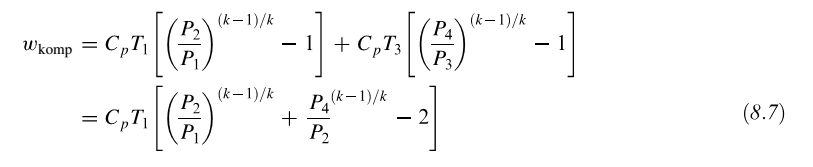 w_komp = C_p T_1 [ (P_2/P_1)^{(k−1)/k} − 1 ] + C_p T_3 [ (P_4/P_3)^{(k−1)/k} − 1 ]
= C_p T_1 [ (P_2/P_1)^{(k−1)/k} + P_4/P_2^{(k−1)/k} − 2 ] (8.7)